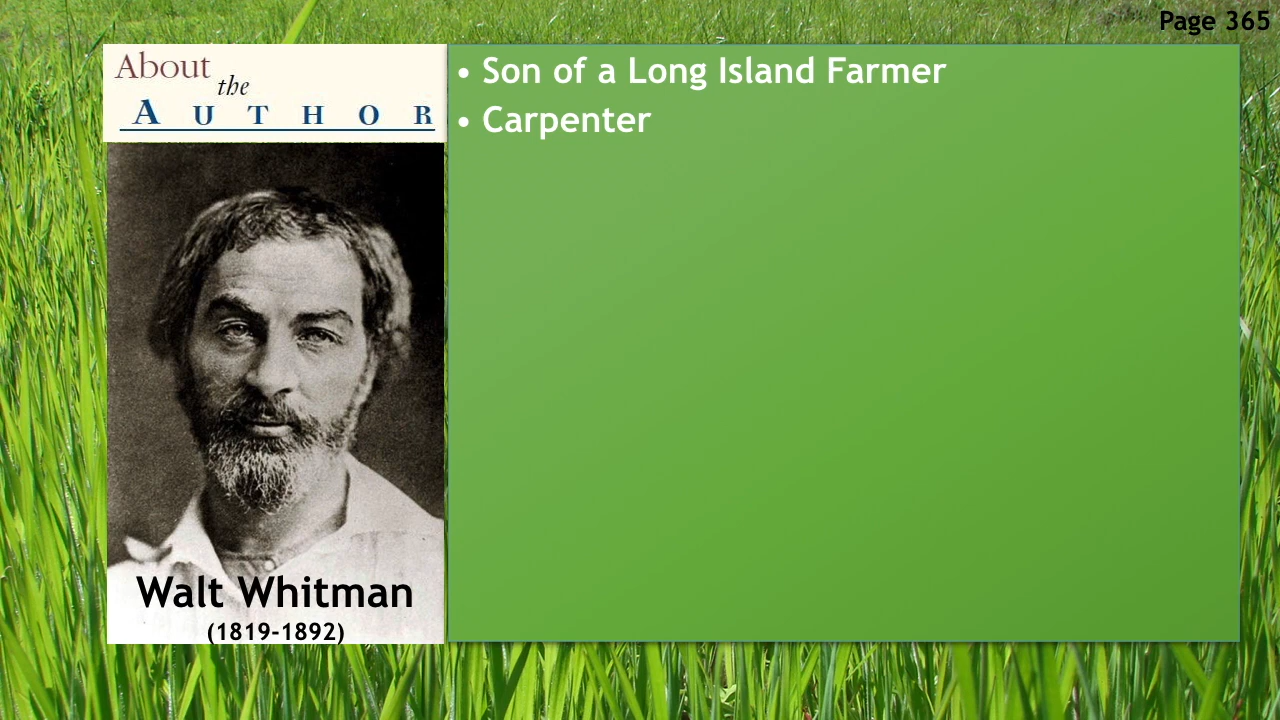 Page 365
About
the
AUTHOR
• Son of a Long Island Farmer
• Carpenter
Walt Whitman
(1819-1892)